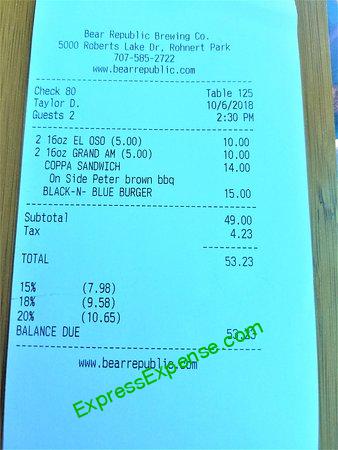 Bear Republic Brewing Co.
5000 Roberts Lake Dr, Rohnert Park
707-585-2722
www.bearrepublic.com
Check 80 Table 125
Taylor D. 10/6/2018
Guests 2 2:30 PM
2 16oz EL OSO (5.00) 10.00
2 16oz GRAND AM (5.00) 10.00
COPPA SANDWICH 14.00
On Side Peter brown bbq
BLACK-N- BLUE BURGER 15.00
Subtotal 49.00
Tax 4.23
TOTAL 53.23
15% (7.98)
18% (9.58)
20% (10.65)
BALANCE DUE 53.23
www.bearrepublic.com
ExpressExpense.com